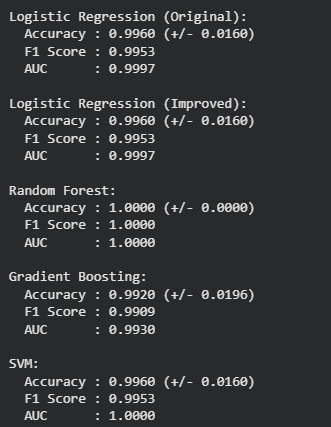 Logistic Regression (Original):
  Accuracy : 0.9960 (+/- 0.0160)
  F1 Score : 0.9953
  AUC      : 0.9997

Logistic Regression (Improved):
  Accuracy : 0.9960 (+/- 0.0160)
  F1 Score : 0.9953
  AUC      : 0.9997

Random Forest:
  Accuracy : 1.0000 (+/- 0.0000)
  F1 Score : 1.0000
  AUC      : 1.0000

Gradient Boosting:
  Accuracy : 0.9920 (+/- 0.0196)
  F1 Score : 0.9909
  AUC      : 0.9930

SVM:
  Accuracy : 0.9960 (+/- 0.0160)
  F1 Score : 0.9953
  AUC      : 1.0000